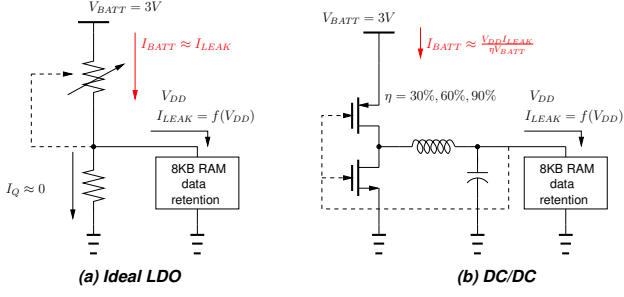 V_BATT = 3V
I_BATT ≈ I_LEAK
V_DD
I_LEAK = f(V_DD)
I_Q ≈ 0
8KB RAM
data
retention
(a) Ideal LDO
V_BATT = 3V
I_BATT ≈ V_DD I_LEAK / ηV_BATT
η = 30%, 60%, 90%
V_DD
I_LEAK = f(V_DD)
8KB RAM
data
retention
(b) DC/DC